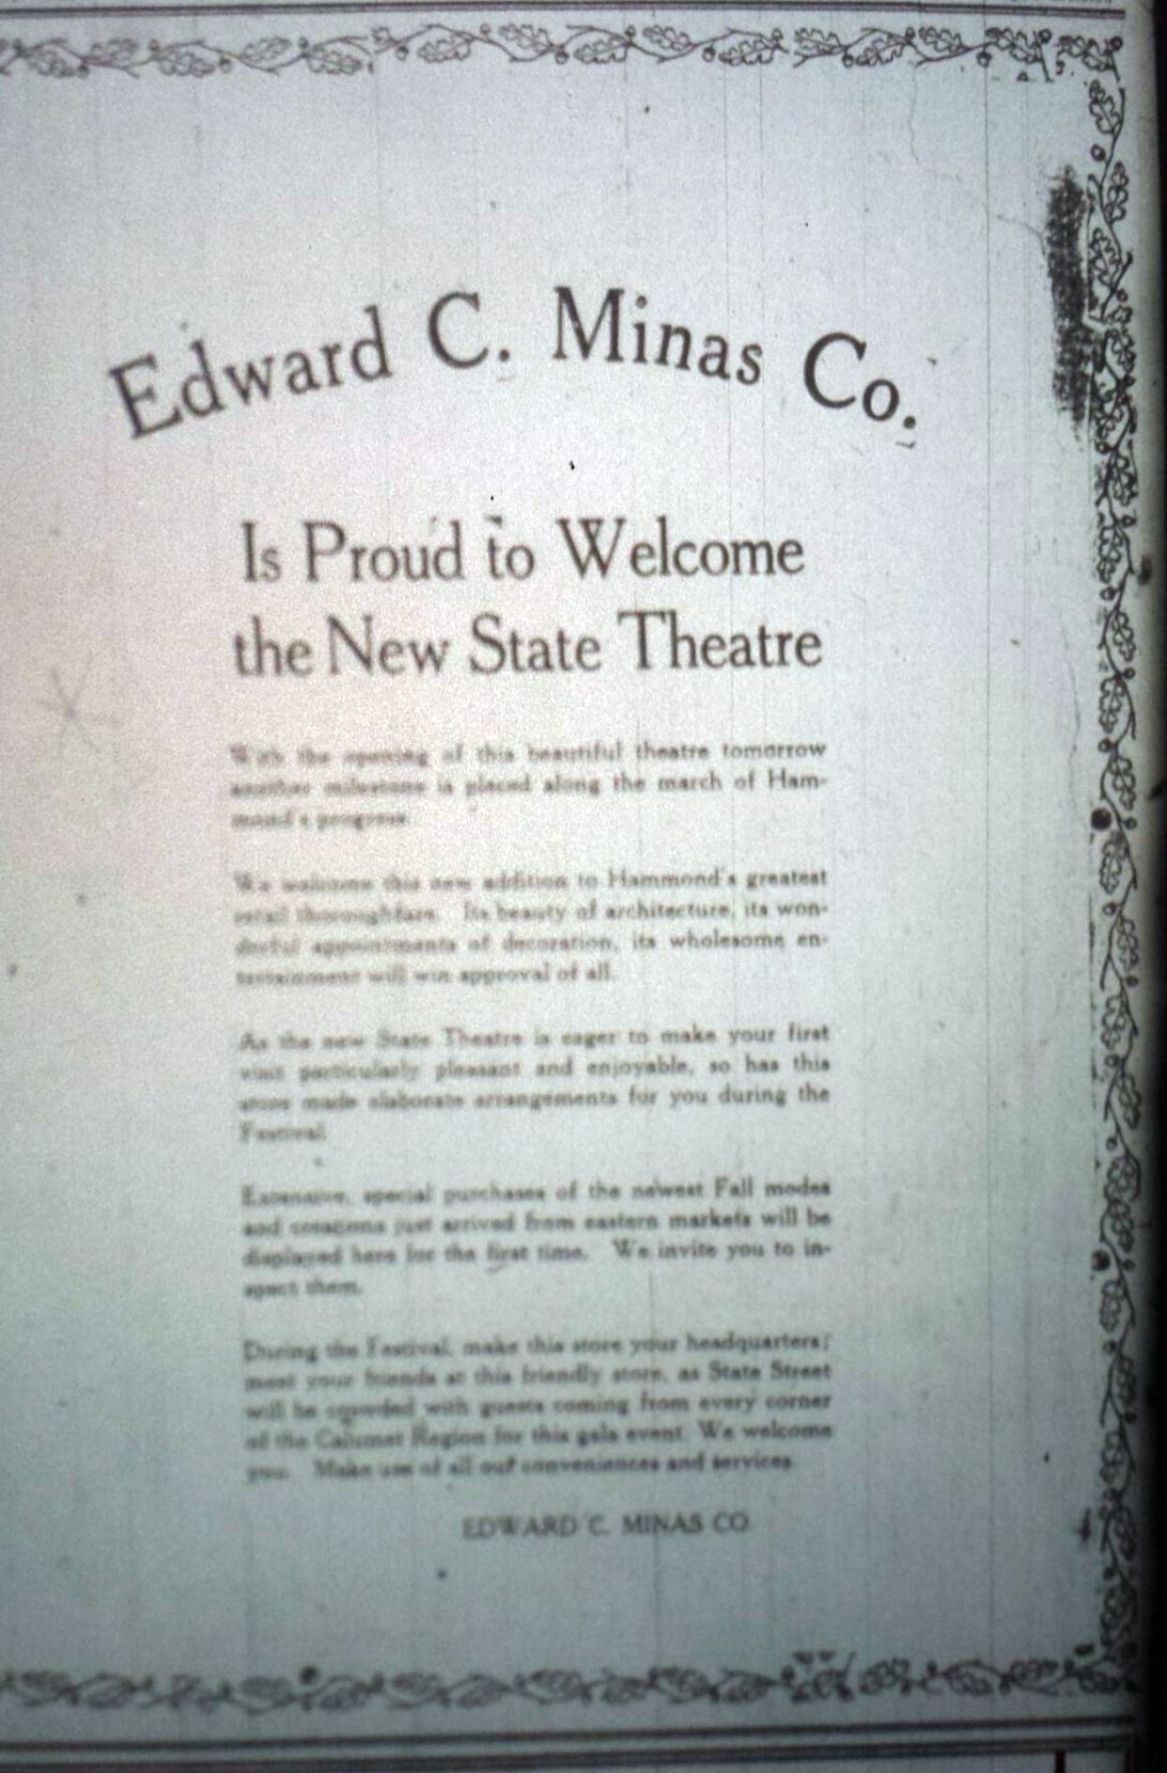 Edward C. Minas Co.
Is Proud to Welcome
the New State Theatre
With the opening of this beautiful theatre tomorrow
another milestone is placed along the march of Ham-
mond's progress.
We welcome this new addition to Hammond's greatest
retail thoroughfare. Its beauty of architecture, its won-
derful appointments of decoration, its wholesome en-
tertainment will win approval of all.
As the new State Theatre is eager to make your first
visit particularly pleasant and enjoyable, so has this
store made elaborate arrangements for you during the
Festival.
Extensive, special purchases of the newest Fall modes
and creations just arrived from eastern markets will be
displayed here for the first time. We invite you to in-
spect them.
During the Festival, make this store your headquarters;
meet your friends at this friendly store, as State Street
will be crowded with guests coming from every corner
of the Calumet Region for this gala event. We welcome
you. Make use of all our conveniences and services.
EDWARD C. MINAS CO.